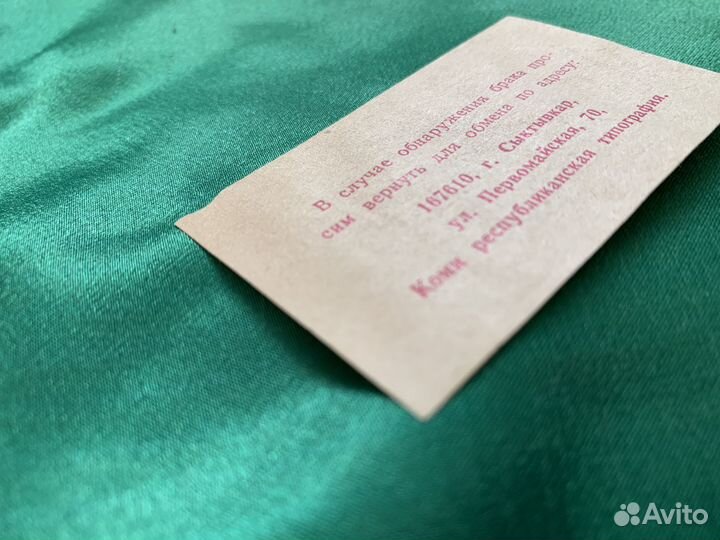 В случае обнаружения брака про-
сим вернуть для обмена по адресу:
167610, г. Сыктывкар,
ул. Первомайская, 70,
Коми республиканская типография.
Avito